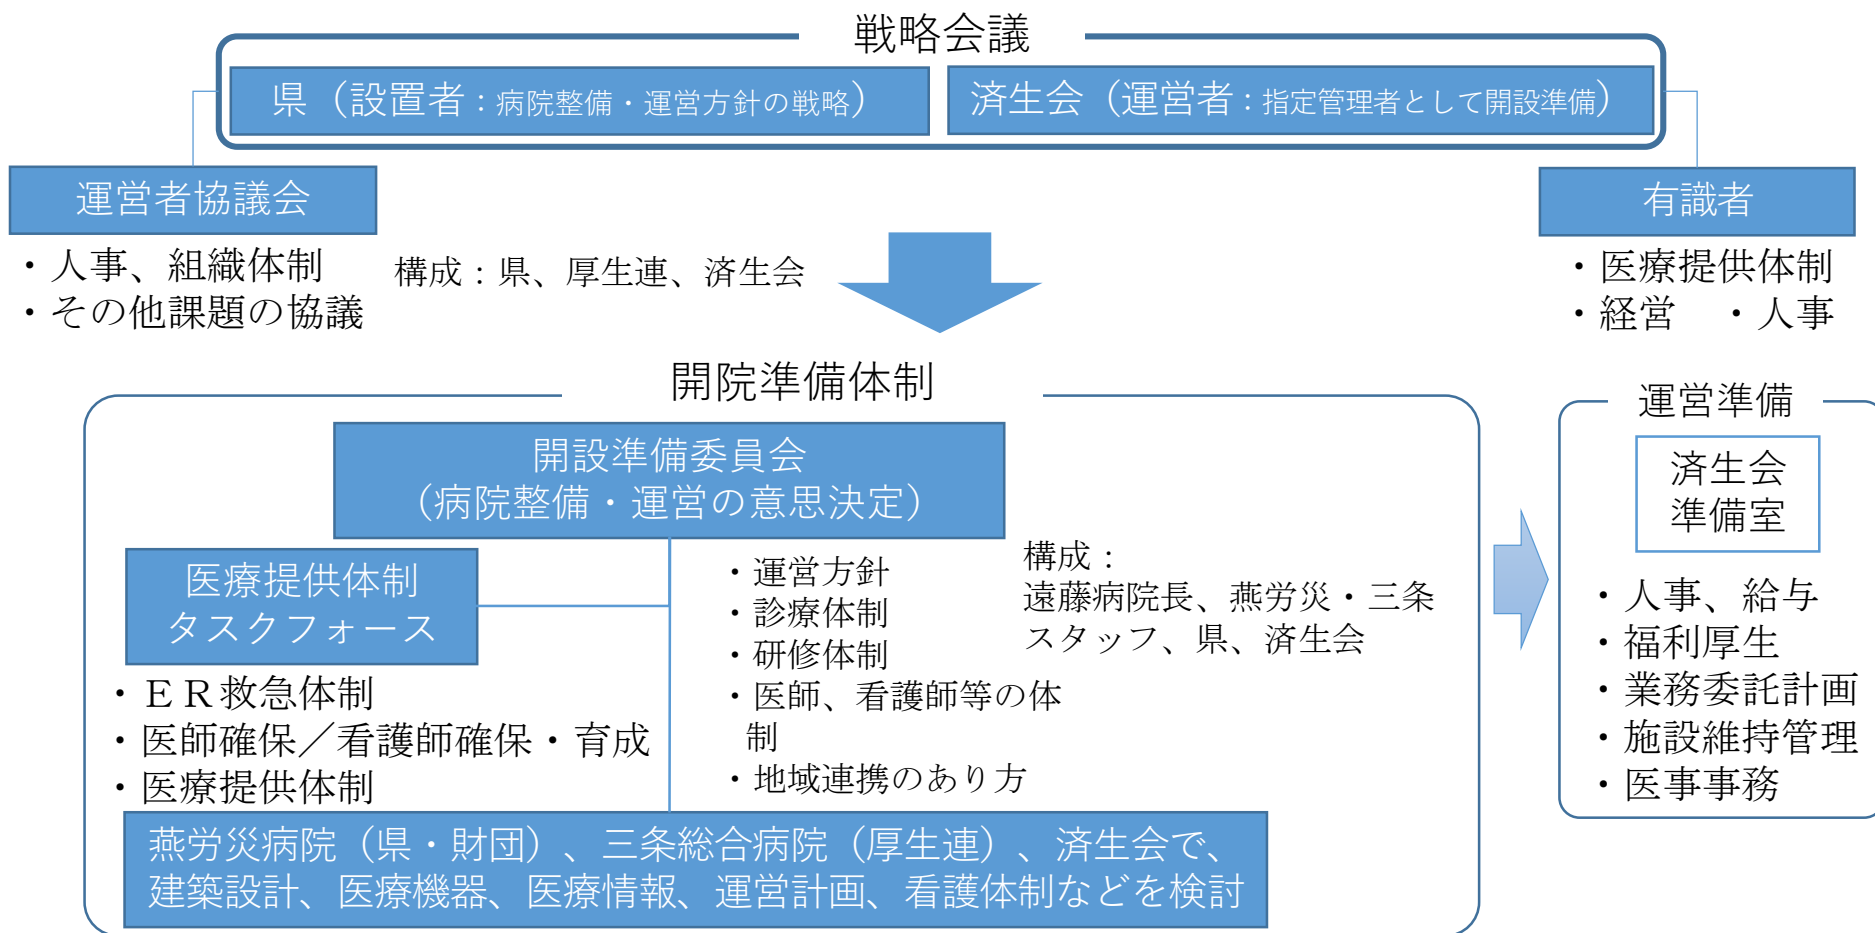 戦略会議
県（設置者：病院整備・運営方針の戦略）
済生会（運営者：指定管理者として開設準備）
運営者協議会
・人事、組織体制
・その他課題の協議
構成：県、厚生連、済生会
有識者
・医療提供体制
・経営　・人事
開院準備体制
開設準備委員会
（病院整備・運営の意思決定）
医療提供体制
タスクフォース
・ＥＲ救急体制
・医師確保／看護師確保・育成
・医療提供体制
・運営方針
・診療体制
・研修体制
・医師、看護師等の体
制
・地域連携のあり方
構成：
遠藤病院長、燕労災・三条
スタッフ、県、済生会
燕労災病院（県・財団）、三条総合病院（厚生連）、済生会で、
建築設計、医療機器、医療情報、運営計画、看護体制などを検討
運営準備
済生会
準備室
・人事、給与
・福利厚生
・業務委託計画
・施設維持管理
・医事事務